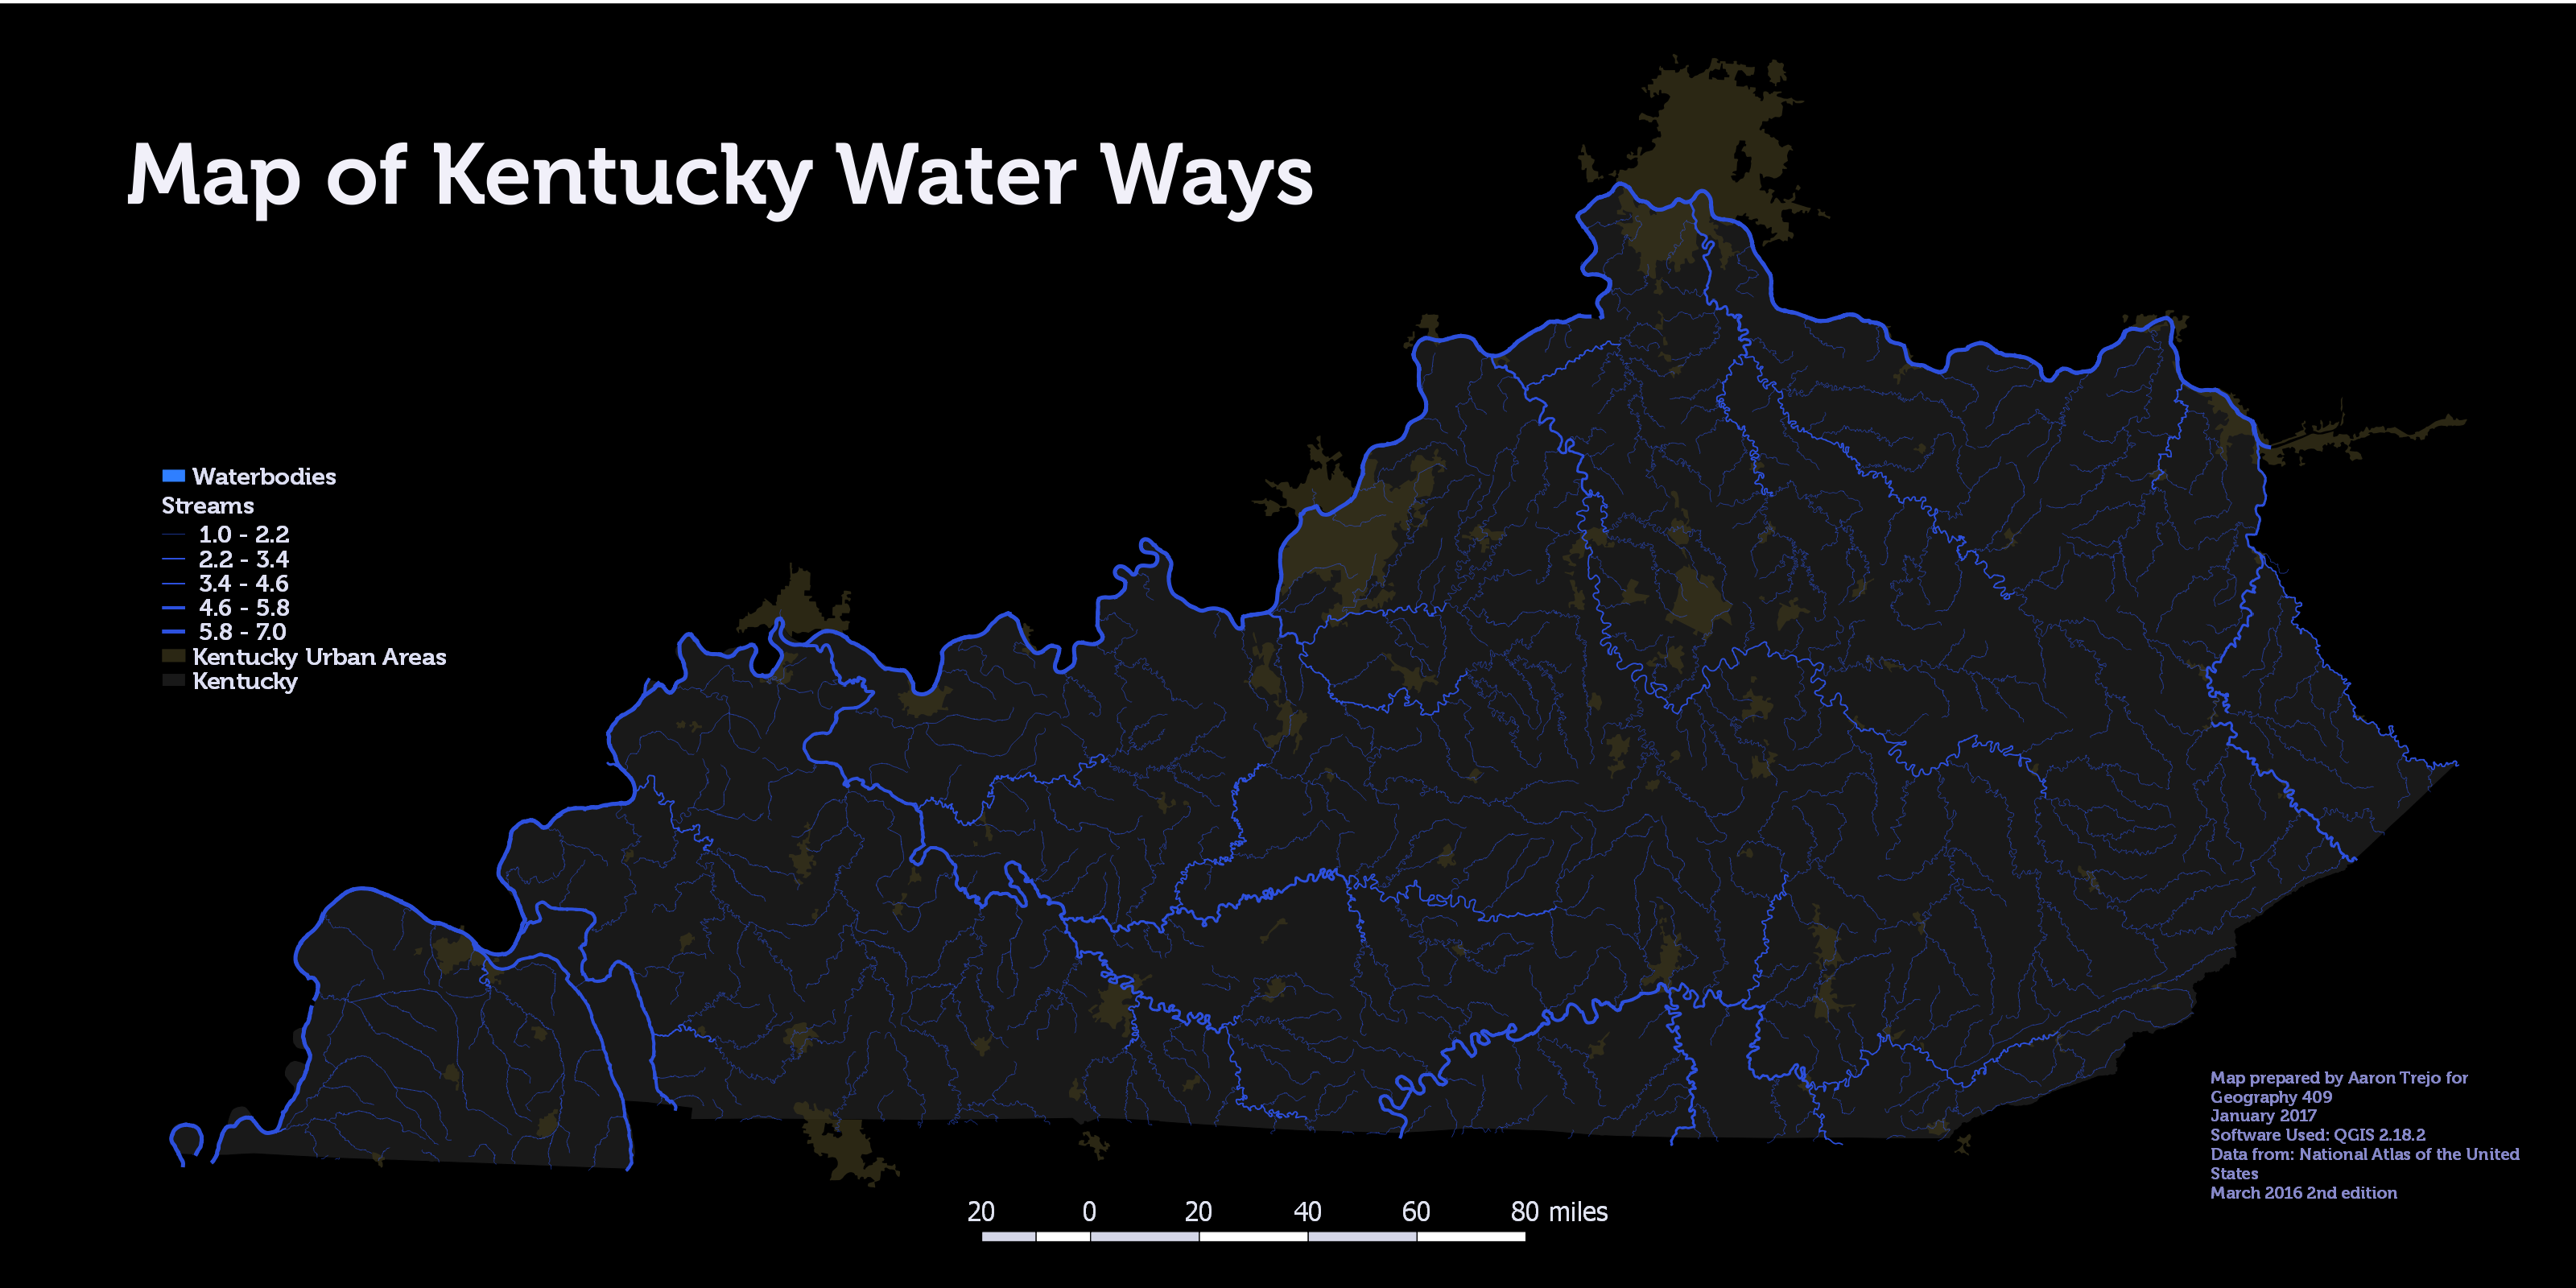 Map of Kentucky Water Ways
Waterbodies
Streams
1.0 - 2.2
2.2 - 3.4
3.4 - 4.6
4.6 - 5.8
5.8 - 7.0
Kentucky Urban Areas
Kentucky
Map prepared by Aaron Trejo for
Geography 409
January 2017
Software Used: QGIS 2.18.2
Data from: National Atlas of the United
States
March 2016 2nd edition
20 0 20 40 60 80 miles